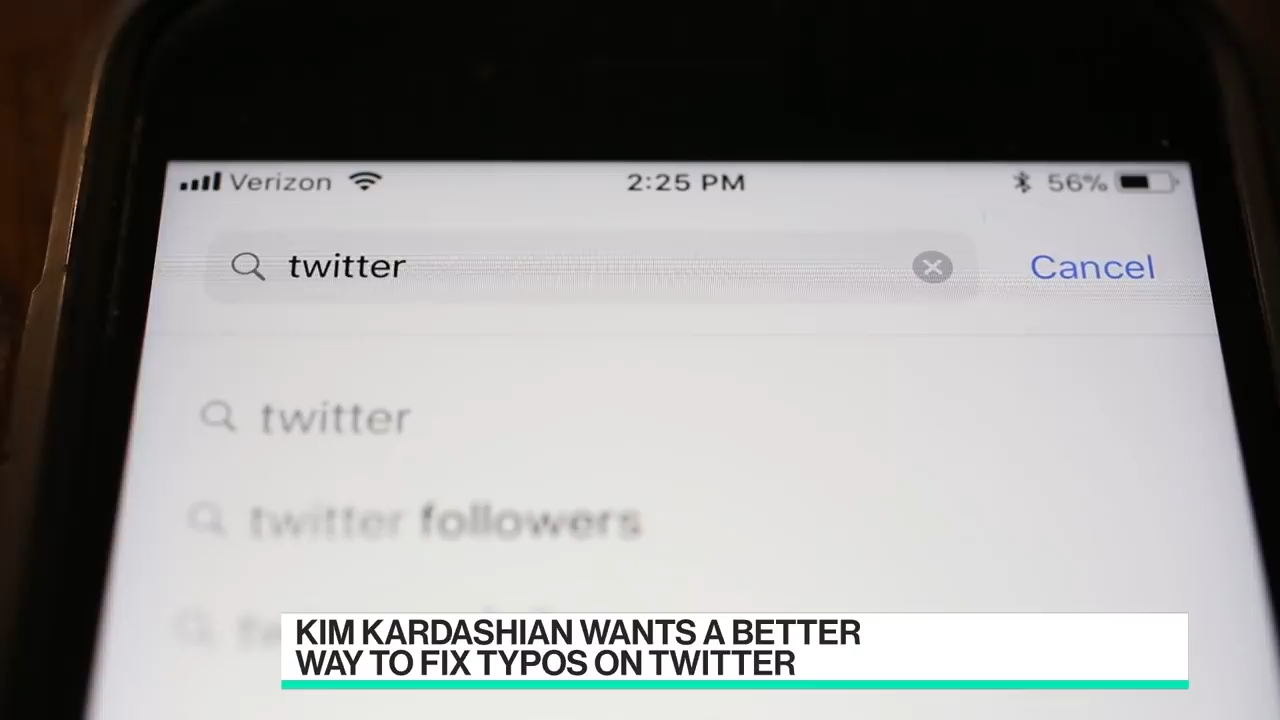 Verizon 2:25 PM 56%
twitter Cancel
twitter
twitter followers
KIM KARDASHIAN WANTS A BETTER
WAY TO FIX TYPOS ON TWITTER